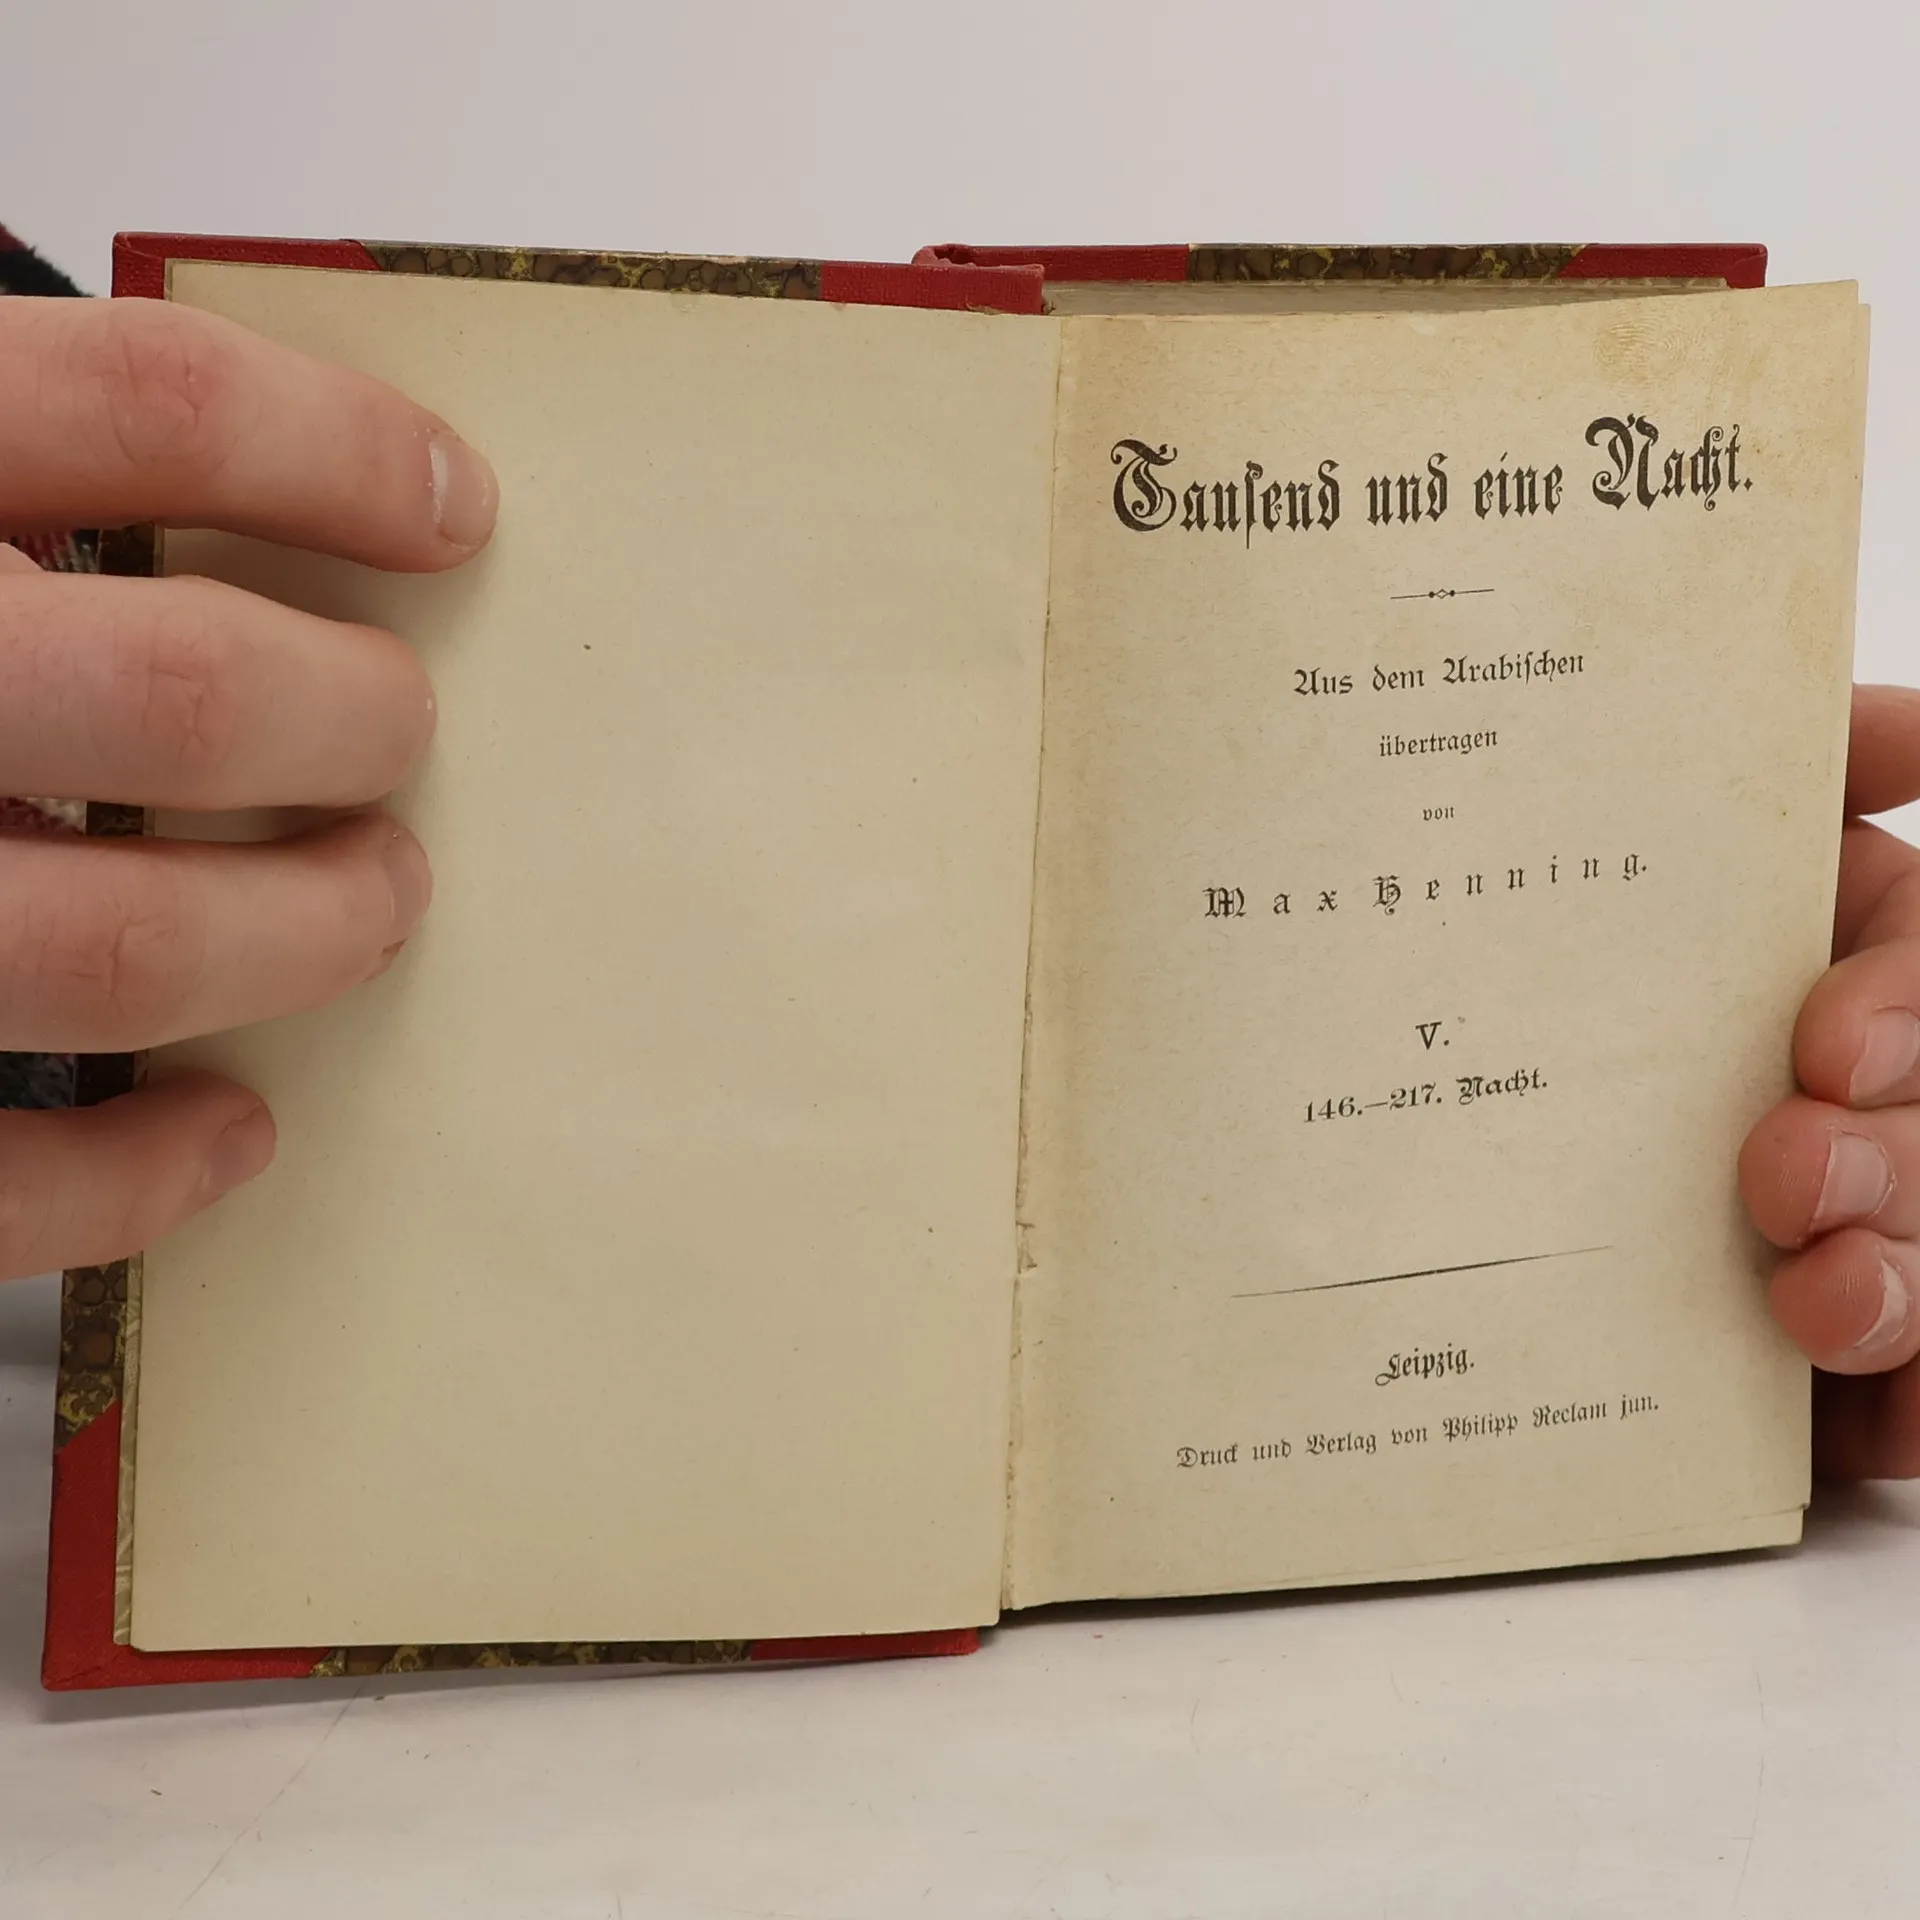 Tauſend und eine Nacht.
Aus dem Arabiſchen
übertragen
von
Max Henning.
V.
146.—217. Nacht.
Leipzig.
Druck und Verlag von Philipp Reclam jun.